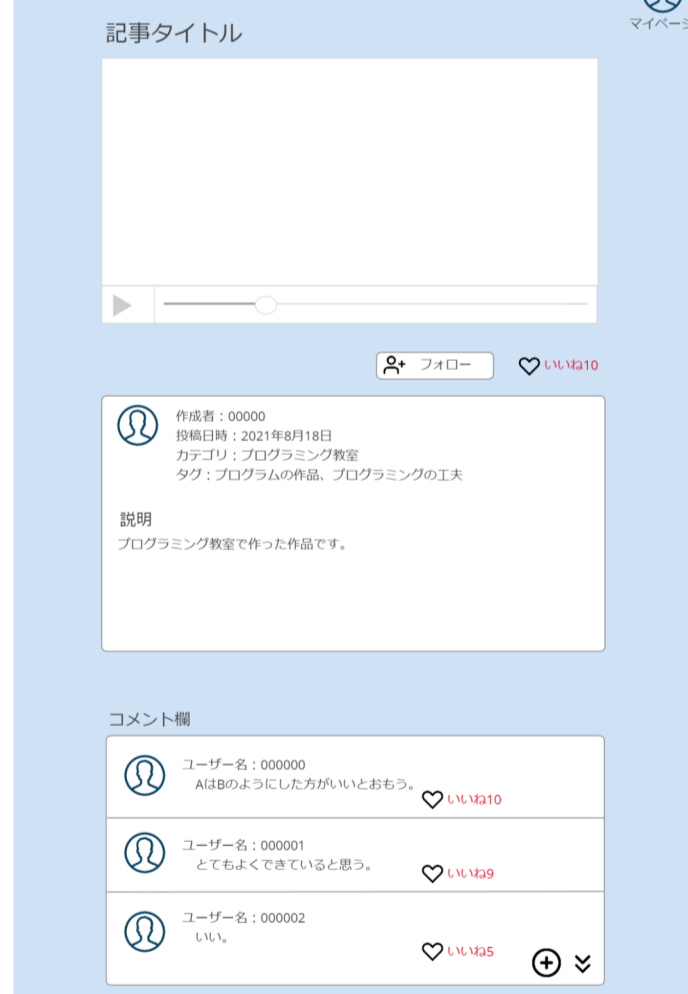 マイページ
記事タイトル
フォロー
いいね10
作成者：00000
投稿日時：2021年8月18日
カテゴリ：プログラミング教室
タグ：プログラムの作品、プログラミングの工夫
説明
プログラミング教室で作った作品です。
コメント欄
ユーザー名：000000
AはBのようにした方がいいとおもう。
いいね10
ユーザー名：000001
とてもよくできていると思う。
いいね9
ユーザー名：000002
いい。
いいね5